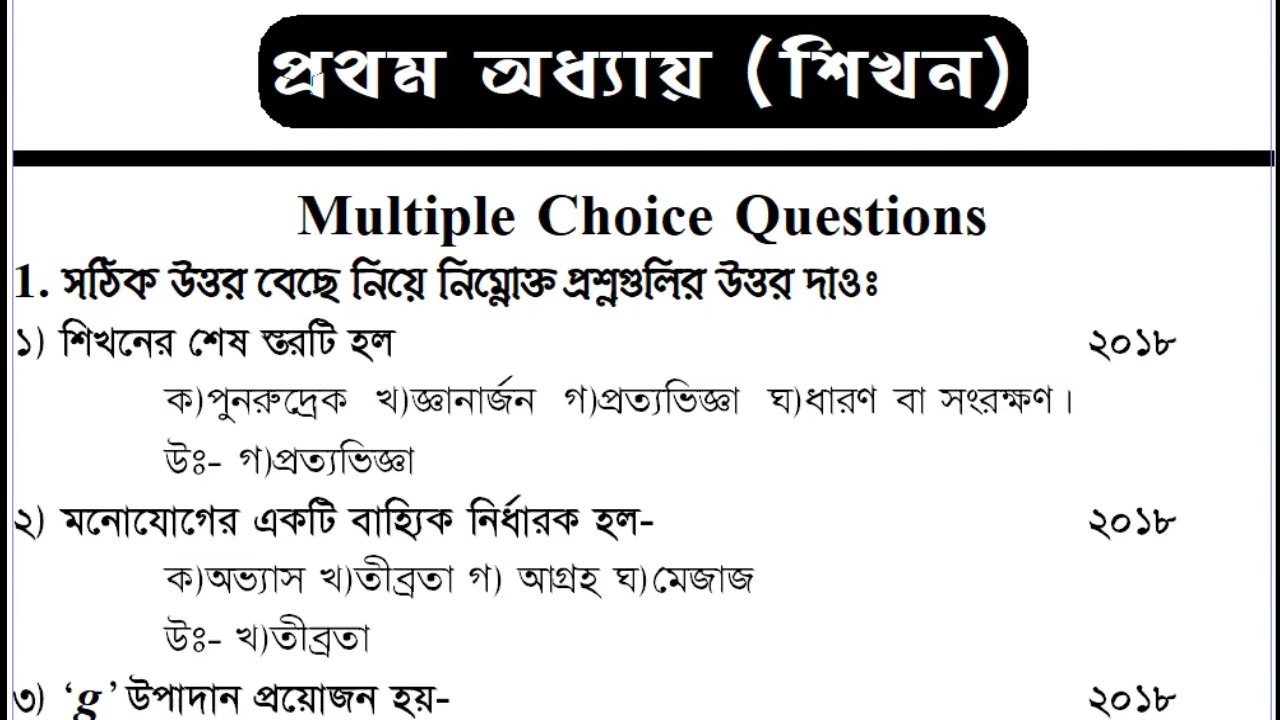 প্রথম অধ্যায় (শিখন)
Multiple Choice Questions
1. সঠিক উত্তর বেছে নিয়ে নিম্নোক্ত প্রশ্নগুলির উত্তর দাওঃ
১) শিখনের শেষ স্তরটি হল ২০১৮
ক)পুনরুদ্রেক খ)জ্ঞানার্জন গ)প্রত্যভিজ্ঞা ঘ)ধারণ বা সংরক্ষণ।
উঃ- গ)প্রত্যভিজ্ঞা
২) মনোযোগের একটি বাহ্যিক নির্ধারক হল- ২০১৮
ক)অভ্যাস খ)তীব্রতা গ) আগ্রহ ঘ)মেজাজ
উঃ- খ)তীব্রতা
৩) ‘g’ উপাদান প্রয়োজন হয়- ২০১৮